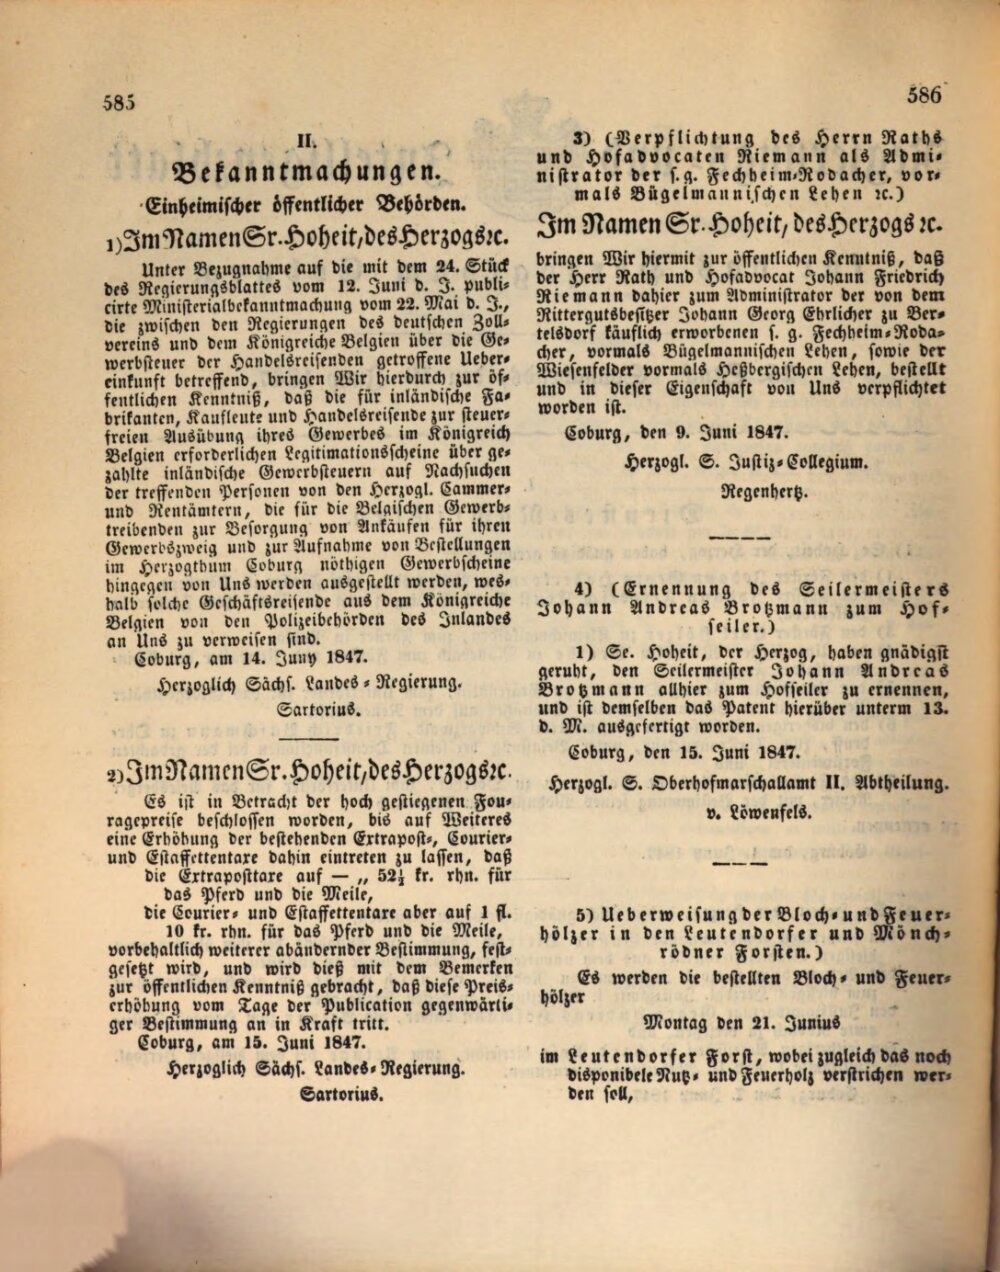 585
II.
Bekanntmachungen.
Einheimischer öffentlicher Behörden.
1) Im Namen Sr. Hoheit, des Herzogs ꝛc.
Unter Bezugnahme auf die mit dem 24. Stück
des Regierungsblattes vom 12. Juni d. J. publi-
cirte Ministerialbekanntmachung vom 22. Mai d. J.,
die zwischen den Regierungen des deutschen Zoll-
vereins und dem Königreiche Belgien über die Ge-
werbsteuer der Handelsreisenden getroffene Ueber-
einkunft betreffend, bringen Wir hierdurch zur öf-
fentlichen Kenntniß, daß die für inländische Fa-
brikanten, Kaufleute und Handelsreisende zur steuer-
freien Ausübung ihres Gewerbes im Königreich
Belgien erforderlichen Legitimationsscheine über ge-
zahlte inländische Gewerbsteuern auf Nachsuchen
der treffenden Personen von den Herzogl. Cammer-
und Rentämtern, die für die Belgischen Gewerb-
treibenden zur Besorgung von Ankäufen für ihren
Gewerbszweig und zur Aufnahme von Bestellungen
im Herzogthum Coburg nöthigen Gewerbscheine
hingegen von Uns werden ausgestellt werden, wes-
halb solche Geschäftsreisende aus dem Königreiche
Belgien von den Polizeibehörden des Inlandes
an Uns zu verweisen sind.
Coburg, am 14. Juny 1847.
Herzoglich Sächs. Landes-Regierung.
Sartorius.
2) Im Namen Sr. Hoheit, des Herzogs ꝛc.
Es ist in Betracht der hoch gestiegenen Fou-
ragepreise beschlossen worden, bis auf Weiteres
eine Erhöhung der bestehenden Extrapost-, Courier-
und Estaffettentaxe dahin eintreten zu lassen, daß
die Extraposttaxe auf — „ 52½ kr. rhn. für
das Pferd und die Meile,
die Courier- und Estaffettentaxe aber auf 1 fl.
10 kr. rhn. für das Pferd und die Meile,
vorbehaltlich weiterer abändernder Bestimmung, fest-
gesetzt wird, und wird dieß mit dem Bemerken
zur öffentlichen Kenntniß gebracht, daß diese Preis-
erhöhung vom Tage der Publication gegenwärti-
ger Bestimmung an in Kraft tritt.
Coburg, am 15. Juni 1847.
Herzoglich Sächs. Landes-Regierung.
Sartorius.
586
3) (Verpflichtung des Herrn Raths
und Hofadvocaten Riemann als Admi-
nistrator der s.g. Fechheim-Rodacher, vor-
mals Bügelmannischen Lehen ꝛc.)
Im Namen Sr. Hoheit, des Herzogs ꝛc.
bringen Wir hiermit zur öffentlichen Kenntniß, daß
der Herr Rath und Hofadvocat Johann Friedrich
Riemann dahier zum Administrator der von dem
Rittergutsbesitzer Johann Georg Ehrlicher zu Ber-
telsdorf käuflich erworbenen s. g. Fechheim-Roda-
cher, vormals Bügelmannischen Lehen, sowie der
Wiesenfelder vormals Heßbergischen Lehen, bestellt
und in dieser Eigenschaft von Uns verpflichtet
worden ist.
Coburg, den 9. Juni 1847.
Herzogl. S. Justiz-Collegium.
Regenhertz.
4) (Ernennung des Seilermeisters
Johann Andreas Brotzmann zum Hof-
seiler.)
1) Se. Hoheit, der Herzog, haben gnädigst
geruht, den Seilermeister Johann Andreas
Brotzmann allhier zum Hofseiler zu ernennen,
und ist demselben das Patent hierüber unterm 13.
d. M. ausgefertigt worden.
Coburg, den 15. Juni 1847.
Herzogl. S. Oberhofmarschallamt II. Abtheilung.
v. Löwenfels.
5) Ueberweisung der Bloch- und Feuer-
hölzer in den Leutendorfer und Mönch-
rödner Forsten.)
Es werden die bestellten Bloch- und Feuer-
hölzer
Montag den 21. Junius
im Leutendorfer Forst, wobei zugleich das noch
disponibele Nutz- und Feuerholz verstrichen wer-
den soll,